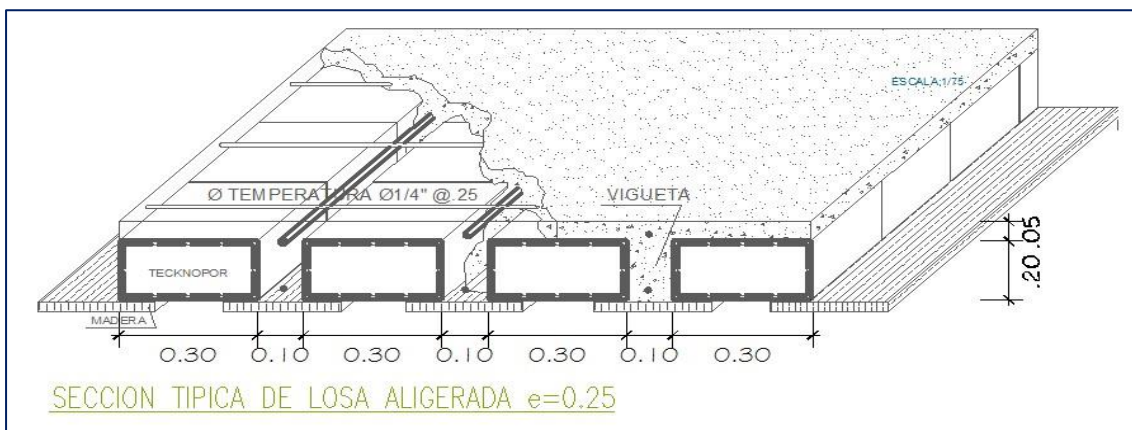 ESCALA:1/75
Ø TEMPERATURA Ø1/4" @.25
VIGUETA
.20 .05
TECKNOPOR
MADERA
0.30 0.10 0.30 0.10 0.30 0.10 0.30
SECCION TIPICA DE LOSA ALIGERADA e=0.25